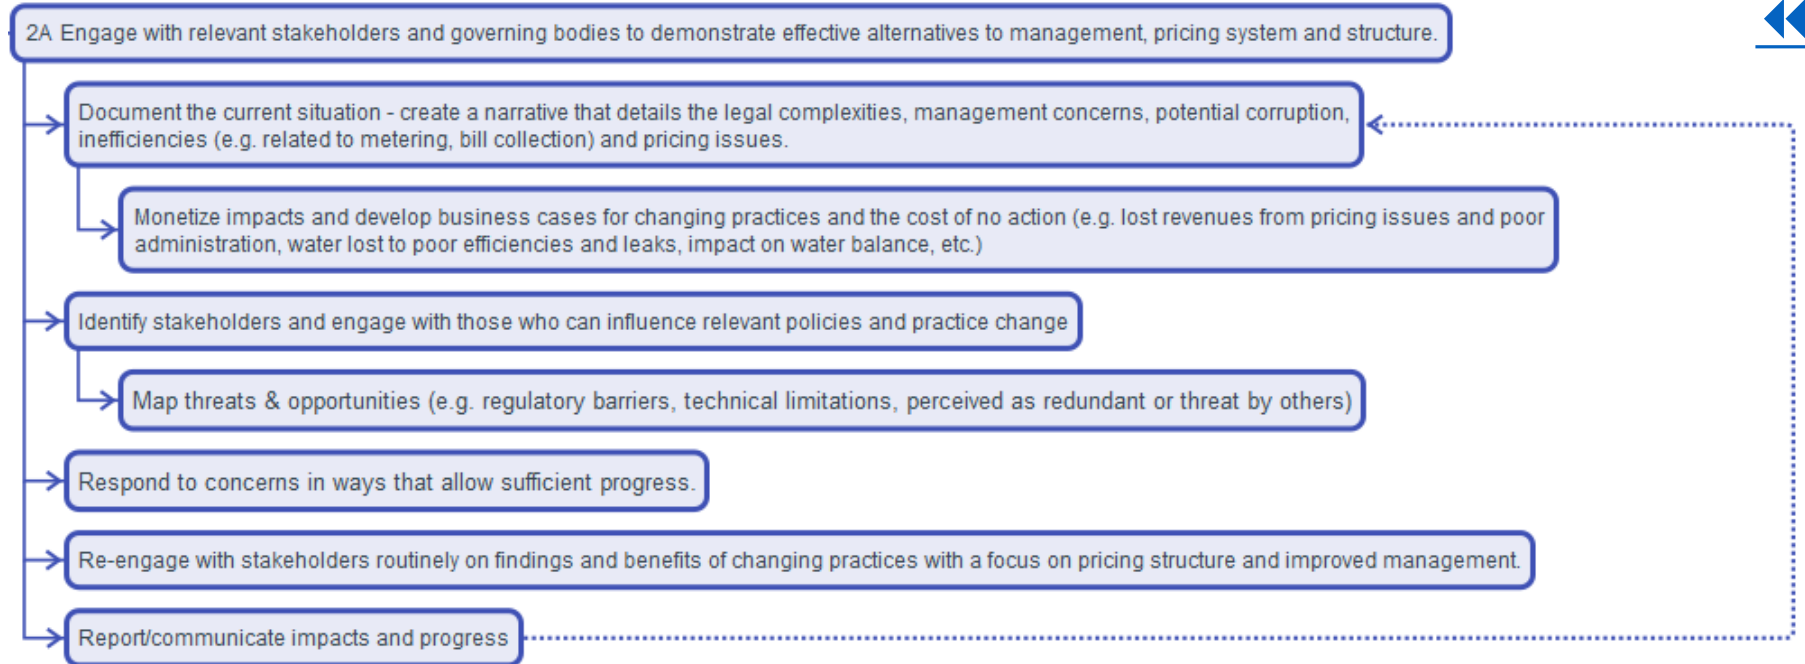 2A Engage with relevant stakeholders and governing bodies to demonstrate effective alternatives to management, pricing system and structure.
Document the current situation - create a narrative that details the legal complexities, management concerns, potential corruption,
inefficiencies (e.g. related to metering, bill collection) and pricing issues.
Monetize impacts and develop business cases for changing practices and the cost of no action (e.g. lost revenues from pricing issues and poor
administration, water lost to poor efficiencies and leaks, impact on water balance, etc.)
Identify stakeholders and engage with those who can influence relevant policies and practice change
Map threats & opportunities (e.g. regulatory barriers, technical limitations, perceived as redundant or threat by others)
Respond to concerns in ways that allow sufficient progress.
Re-engage with stakeholders routinely on findings and benefits of changing practices with a focus on pricing structure and improved management.
Report/communicate impacts and progress